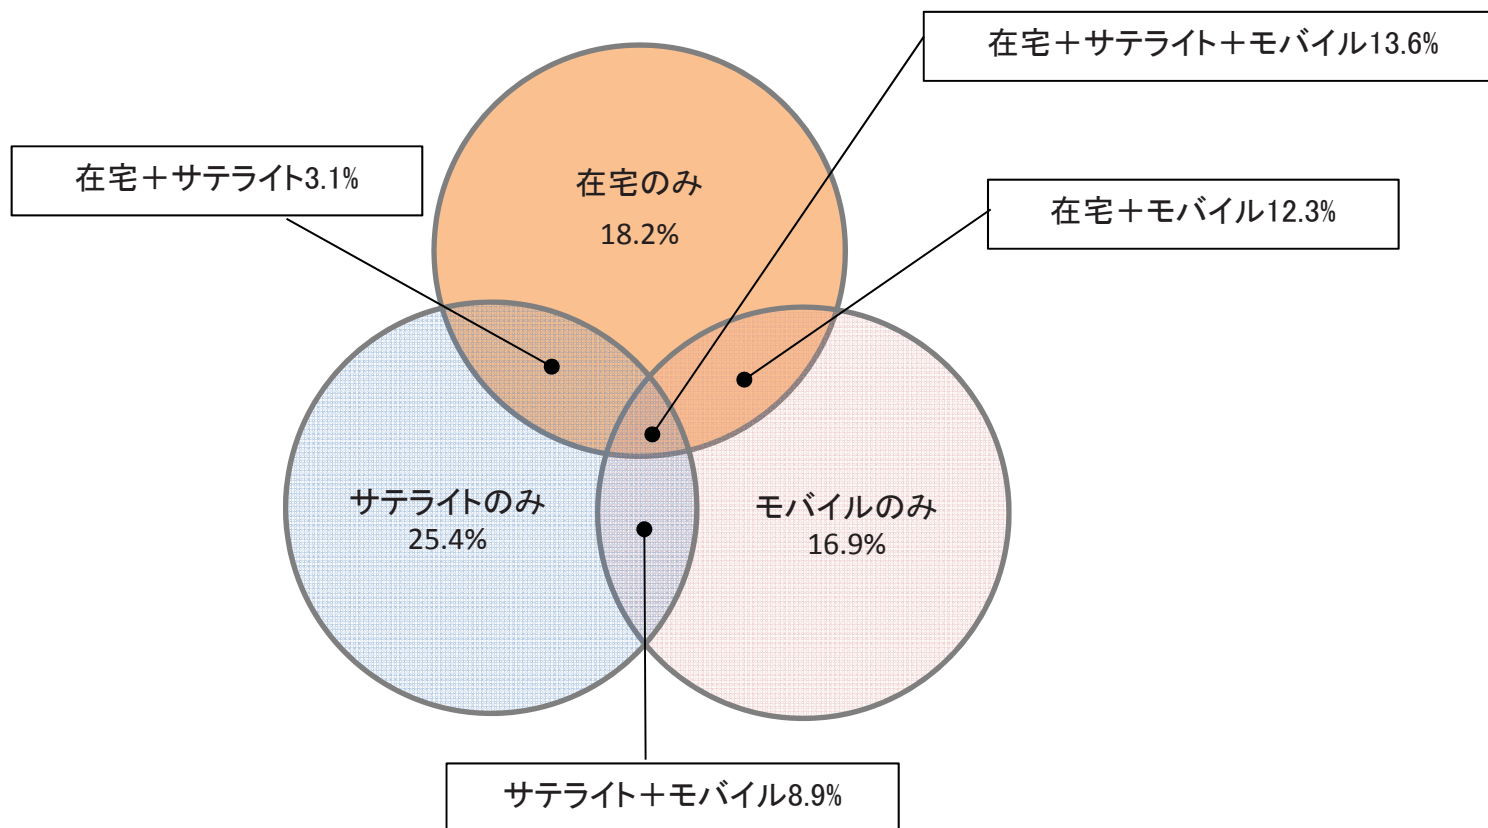 在宅＋サテライト＋モバイル13.6%
在宅＋サテライト3.1%
在宅のみ
18.2%
在宅＋モバイル12.3%
サテライトのみ
25.4%
モバイルのみ
16.9%
サテライト＋モバイル8.9%